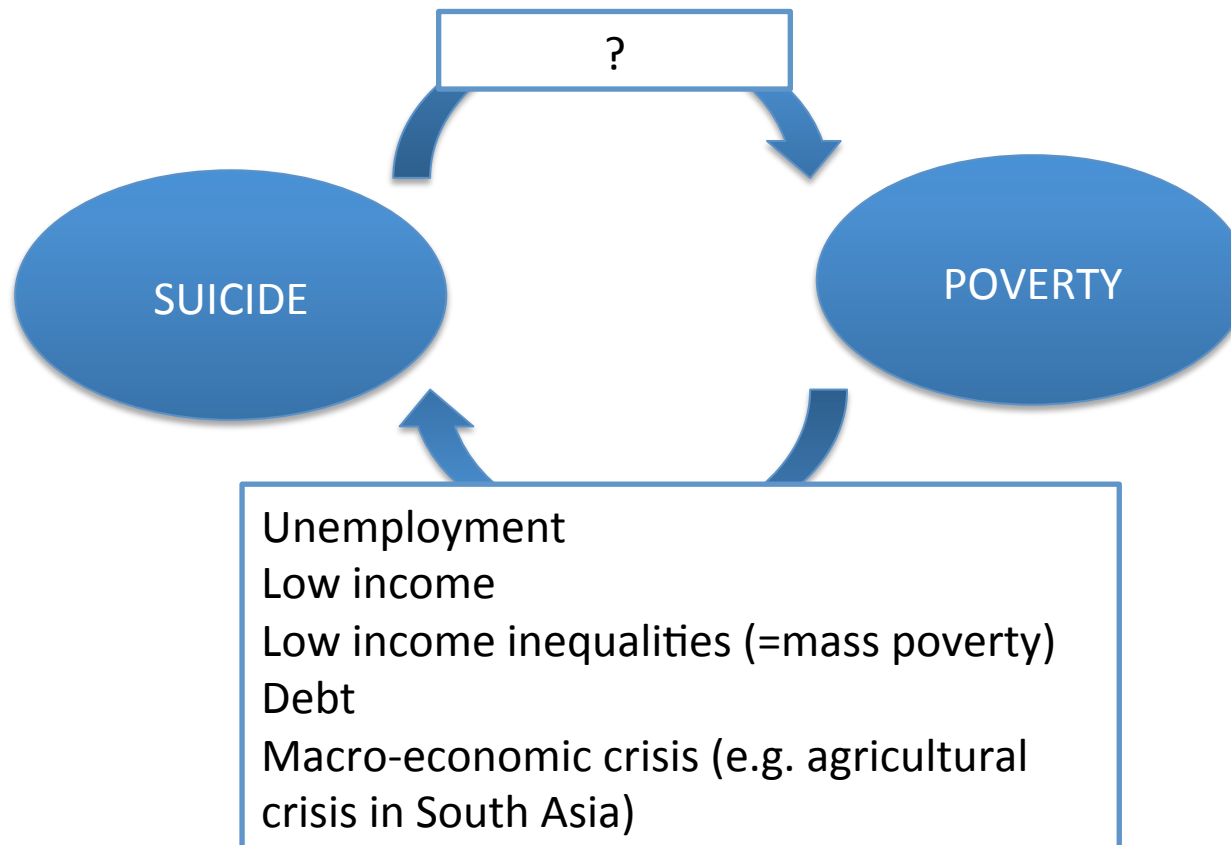 ?
SUICIDE
POVERTY
Unemployment
Low income
Low income inequalities (=mass poverty)
Debt
Macro-economic crisis (e.g. agricultural
crisis in South Asia)